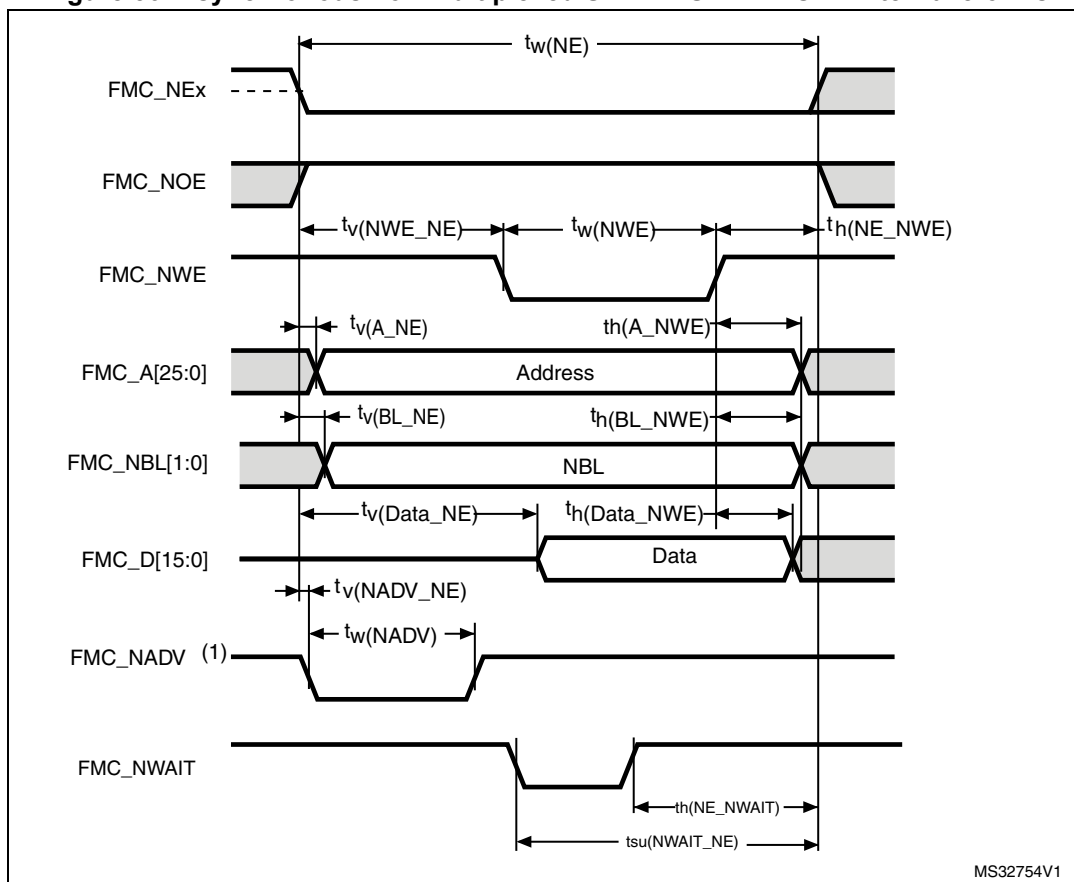 tw(NE)
FMC_NEx
FMC_NOE
tv(NWE_NE)
tw(NWE)
th(NE_NWE)
FMC_NWE
tv(A_NE)
th(A_NWE)
FMC_A[25:0]
Address
tv(BL_NE)
th(BL_NWE)
FMC_NBL[1:0]
NBL
tv(Data_NE)
th(Data_NWE)
FMC_D[15:0]
Data
tv(NADV_NE)
tw(NADV)
FMC_NADV (1)
FMC_NWAIT
th(NE_NWAIT)
tsu(NWAIT_NE)
MS32754V1